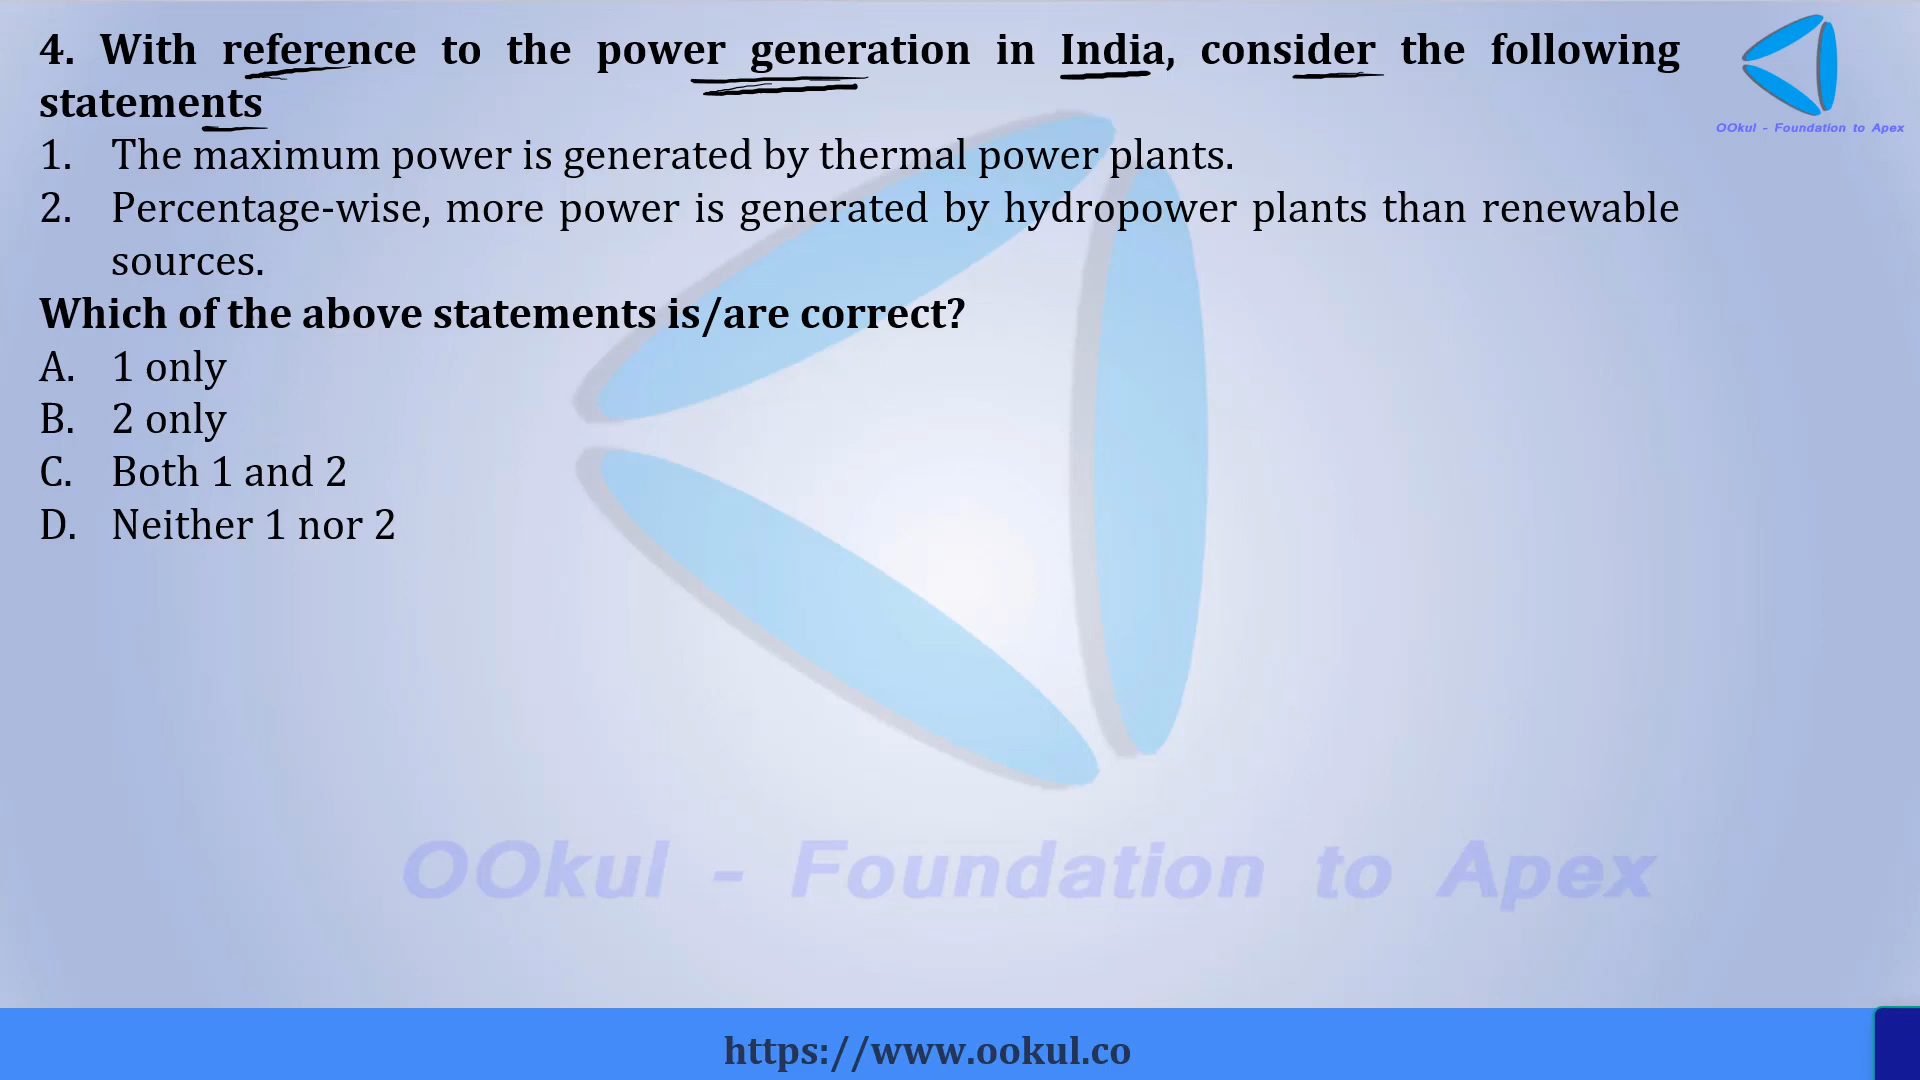 4. With reference to the power generation in India, consider the following
statements
1. The maximum power is generated by thermal power plants.
2. Percentage-wise, more power is generated by hydropower plants than renewable
sources.
Which of the above statements is/are correct?
A. 1 only
B. 2 only
C. Both 1 and 2
D. Neither 1 nor 2
OOkul - Foundation to Apex
OOkul - Foundation to Apex
https://www.ookul.co